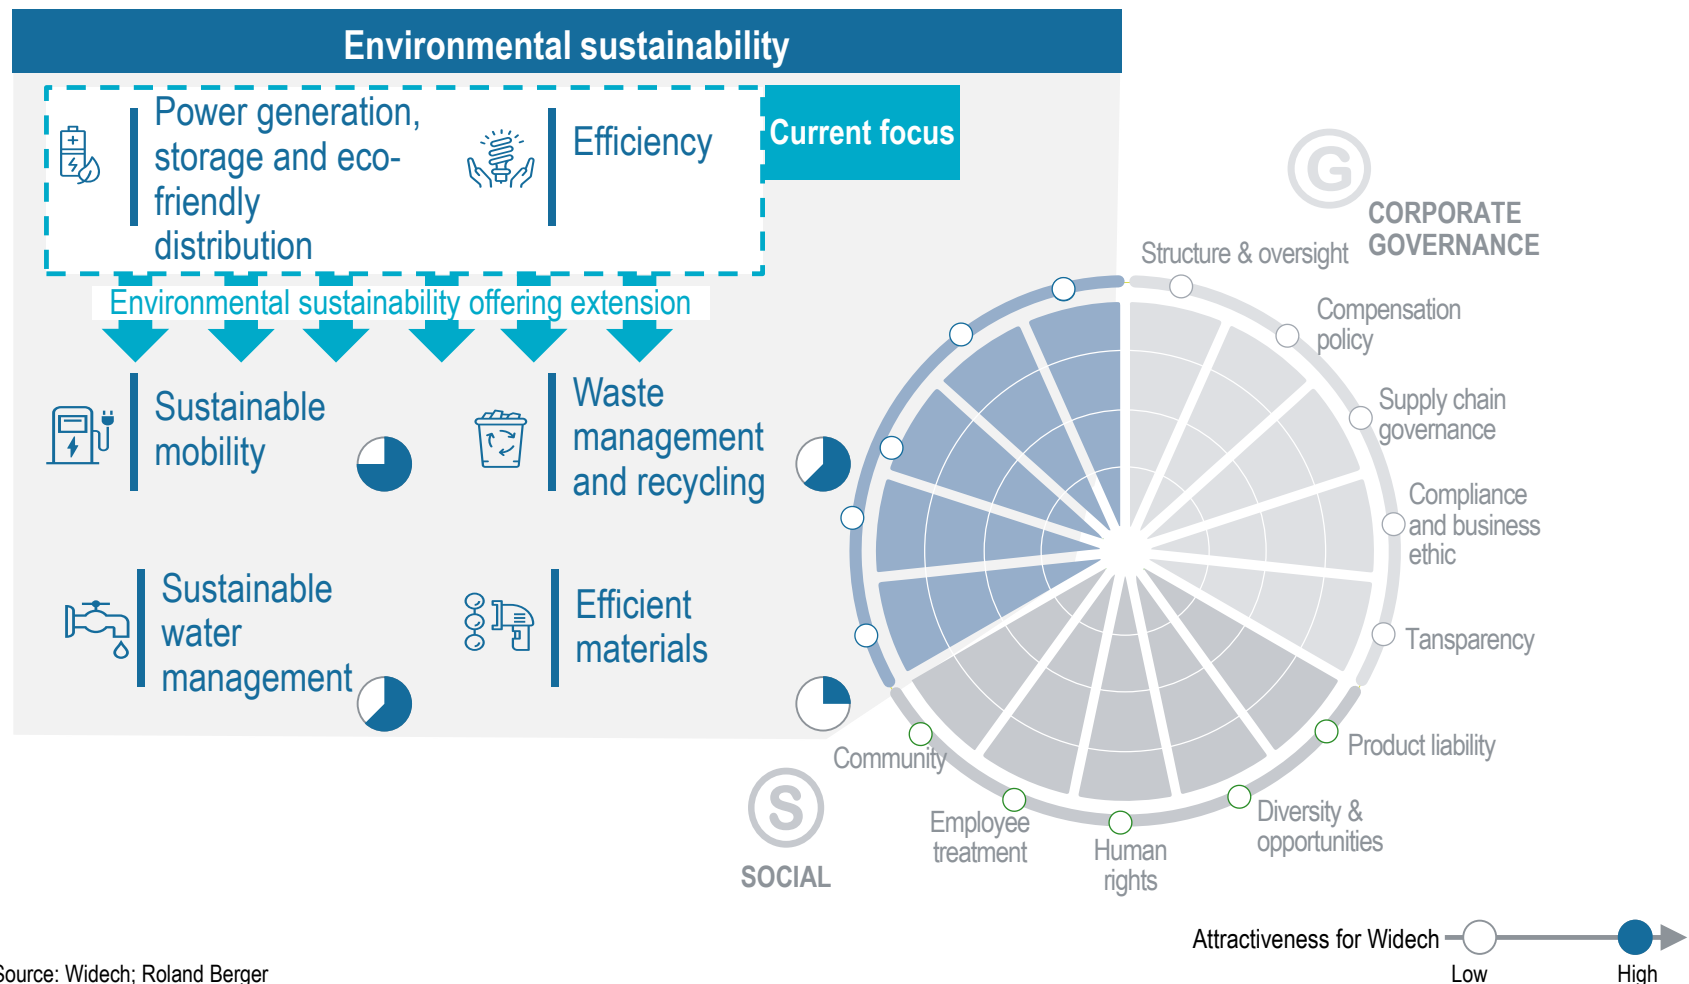 Environmental sustainability
Power generation,
storage and eco-
friendly
distribution
Efficiency
Current focus
Environmental sustainability offering extension
Sustainable
mobility
Waste
management
and recycling
Sustainable
water
management
Efficient
materials
G
CORPORATE
GOVERNANCE
Structure & oversight
Compensation
policy
Supply chain
governance
Compliance
and business
ethic
Tansparency
Product liability
Diversity &
opportunities
Human
rights
Employee
treatment
Community
S
SOCIAL
Attractiveness for Widech
Low
High
Source: Widech; Roland Berger